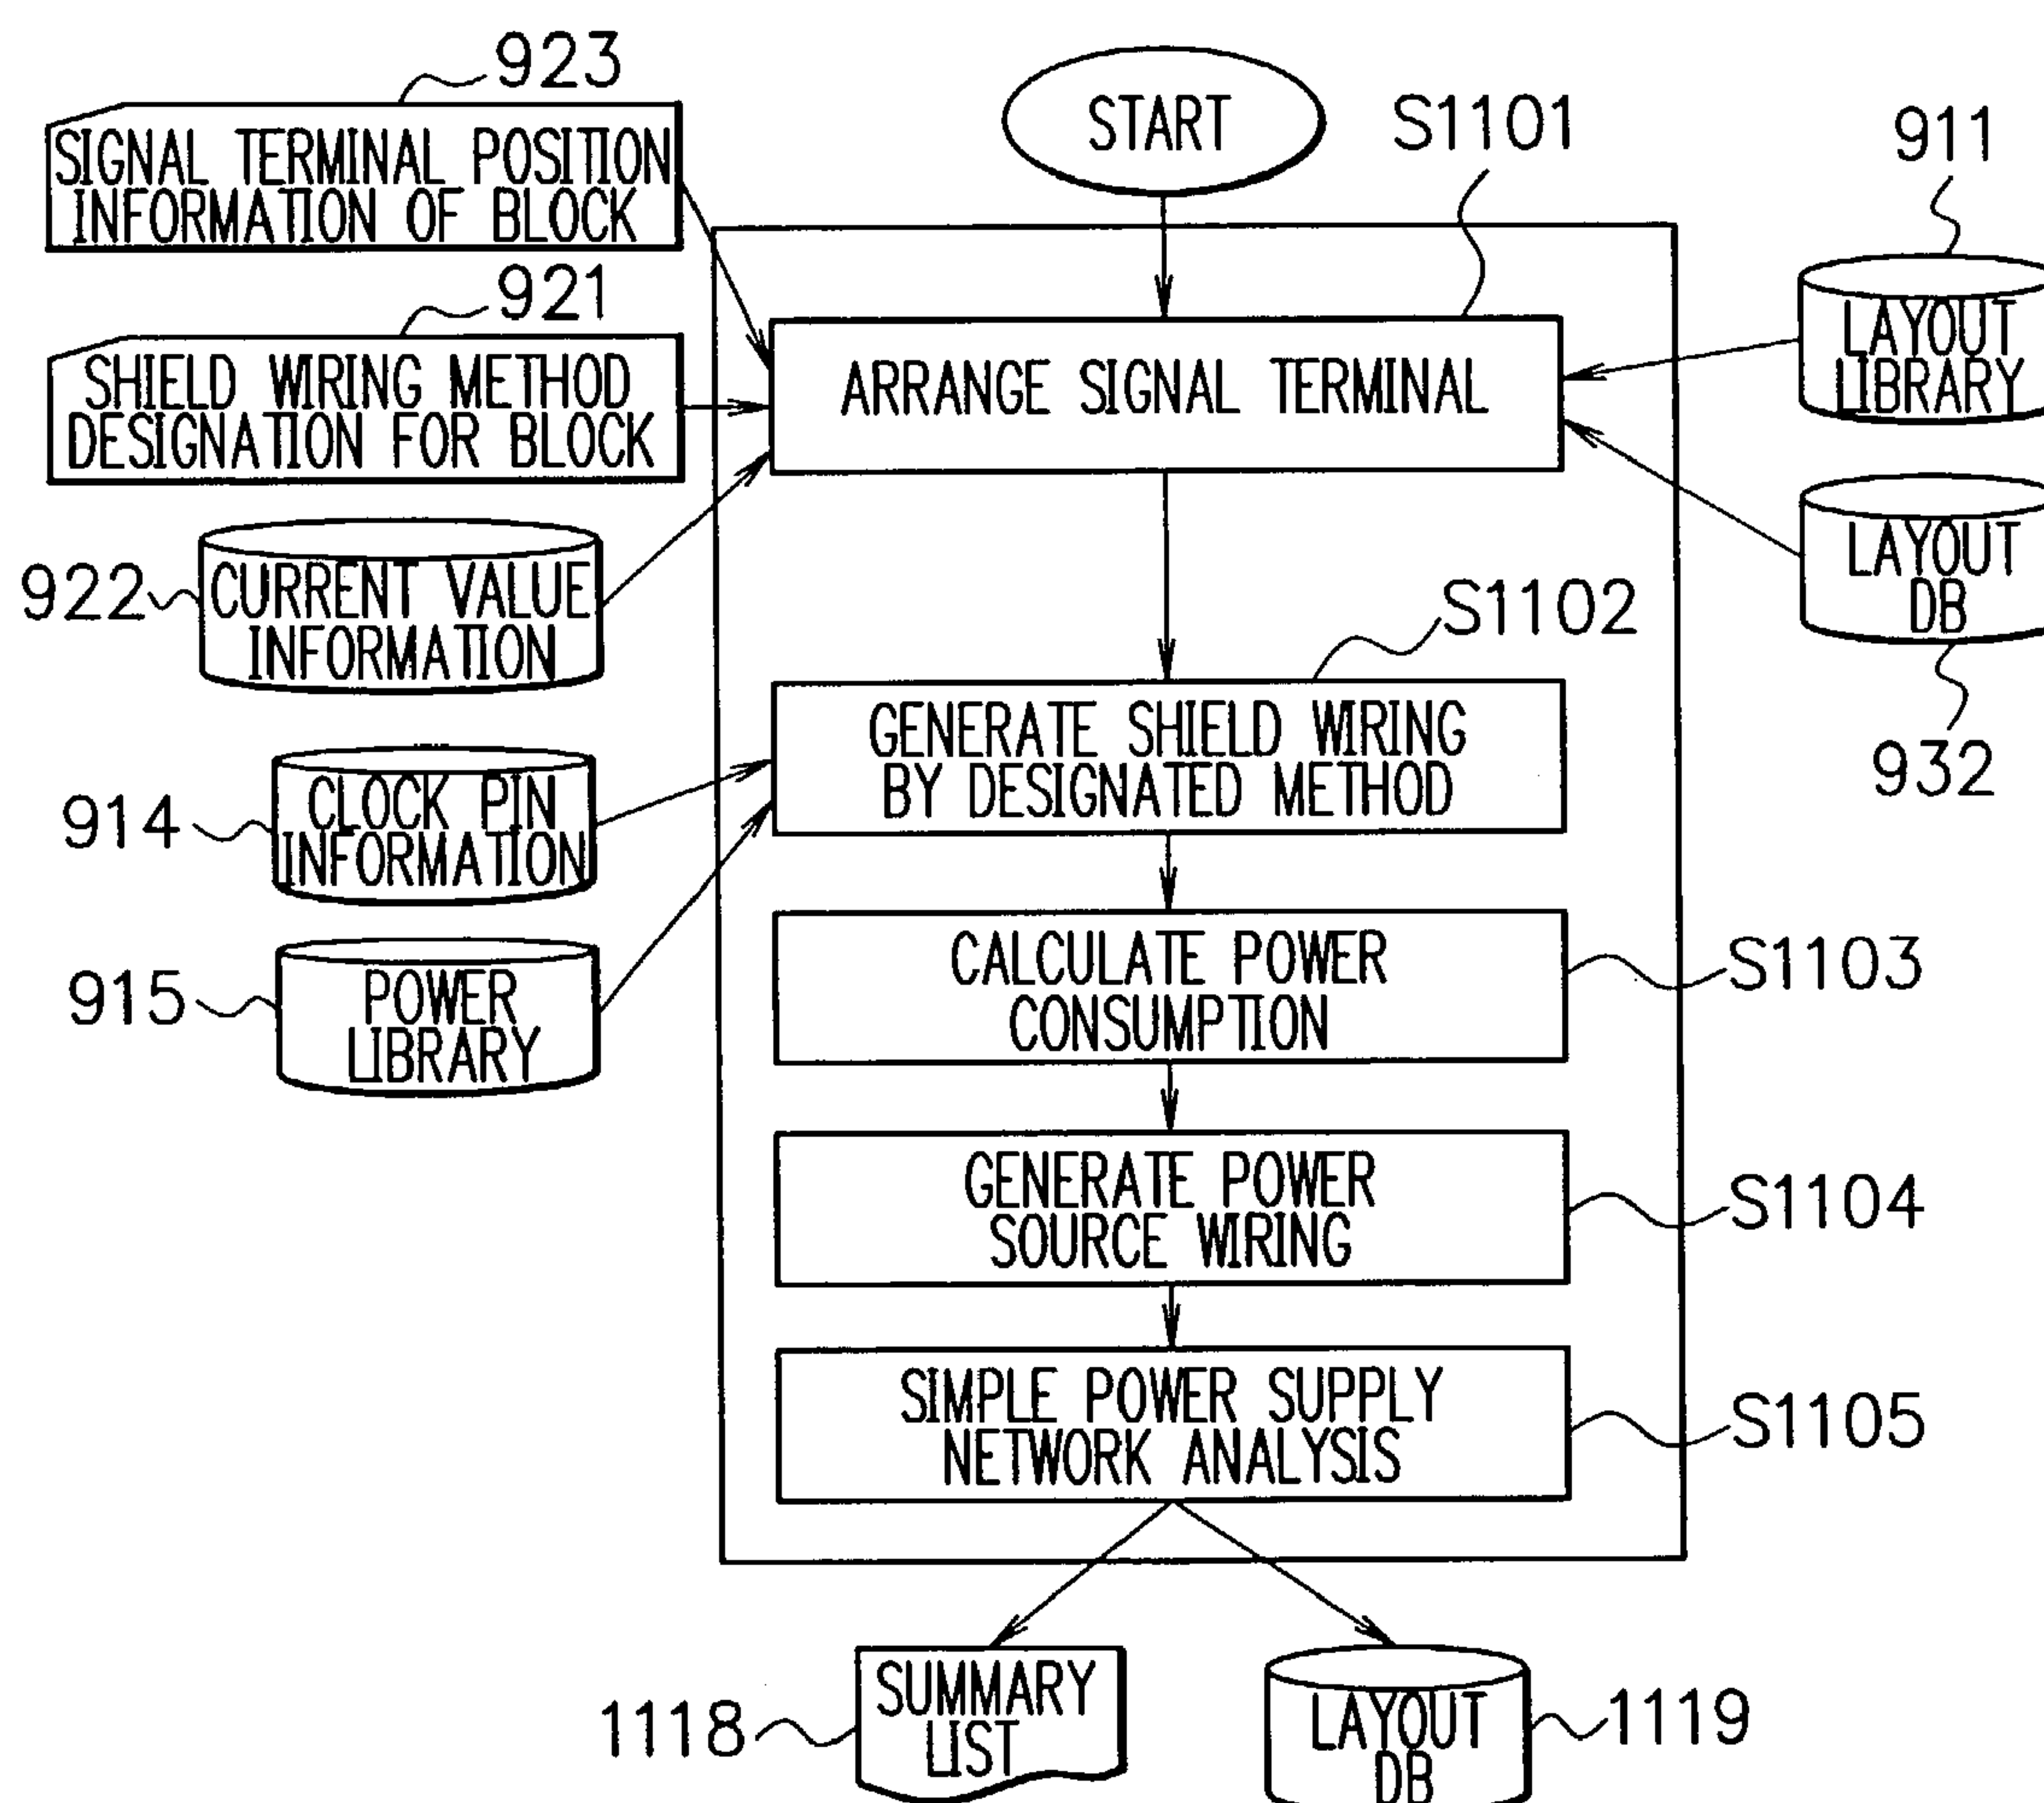 923
START
S1101
911
SIGNAL TERMINAL POSITION
INFORMATION OF BLOCK
921
SHIELD WIRING METHOD
DESIGNATION FOR BLOCK
ARRANGE SIGNAL TERMINAL
LAYOUT
LIBRARY
922
CURRENT VALUE
INFORMATION
LAYOUT
DB
932
S1102
GENERATE SHIELD WIRING
BY DESIGNATED METHOD
914
CLOCK PIN
INFORMATION
915
POWER
LIBRARY
CALCULATE POWER
CONSUMPTION
S1103
GENERATE POWER
SOURCE WIRING
S1104
SIMPLE POWER SUPPLY
NETWORK ANALYSIS
S1105
1118
SUMMARY
LIST
LAYOUT
DB
1119